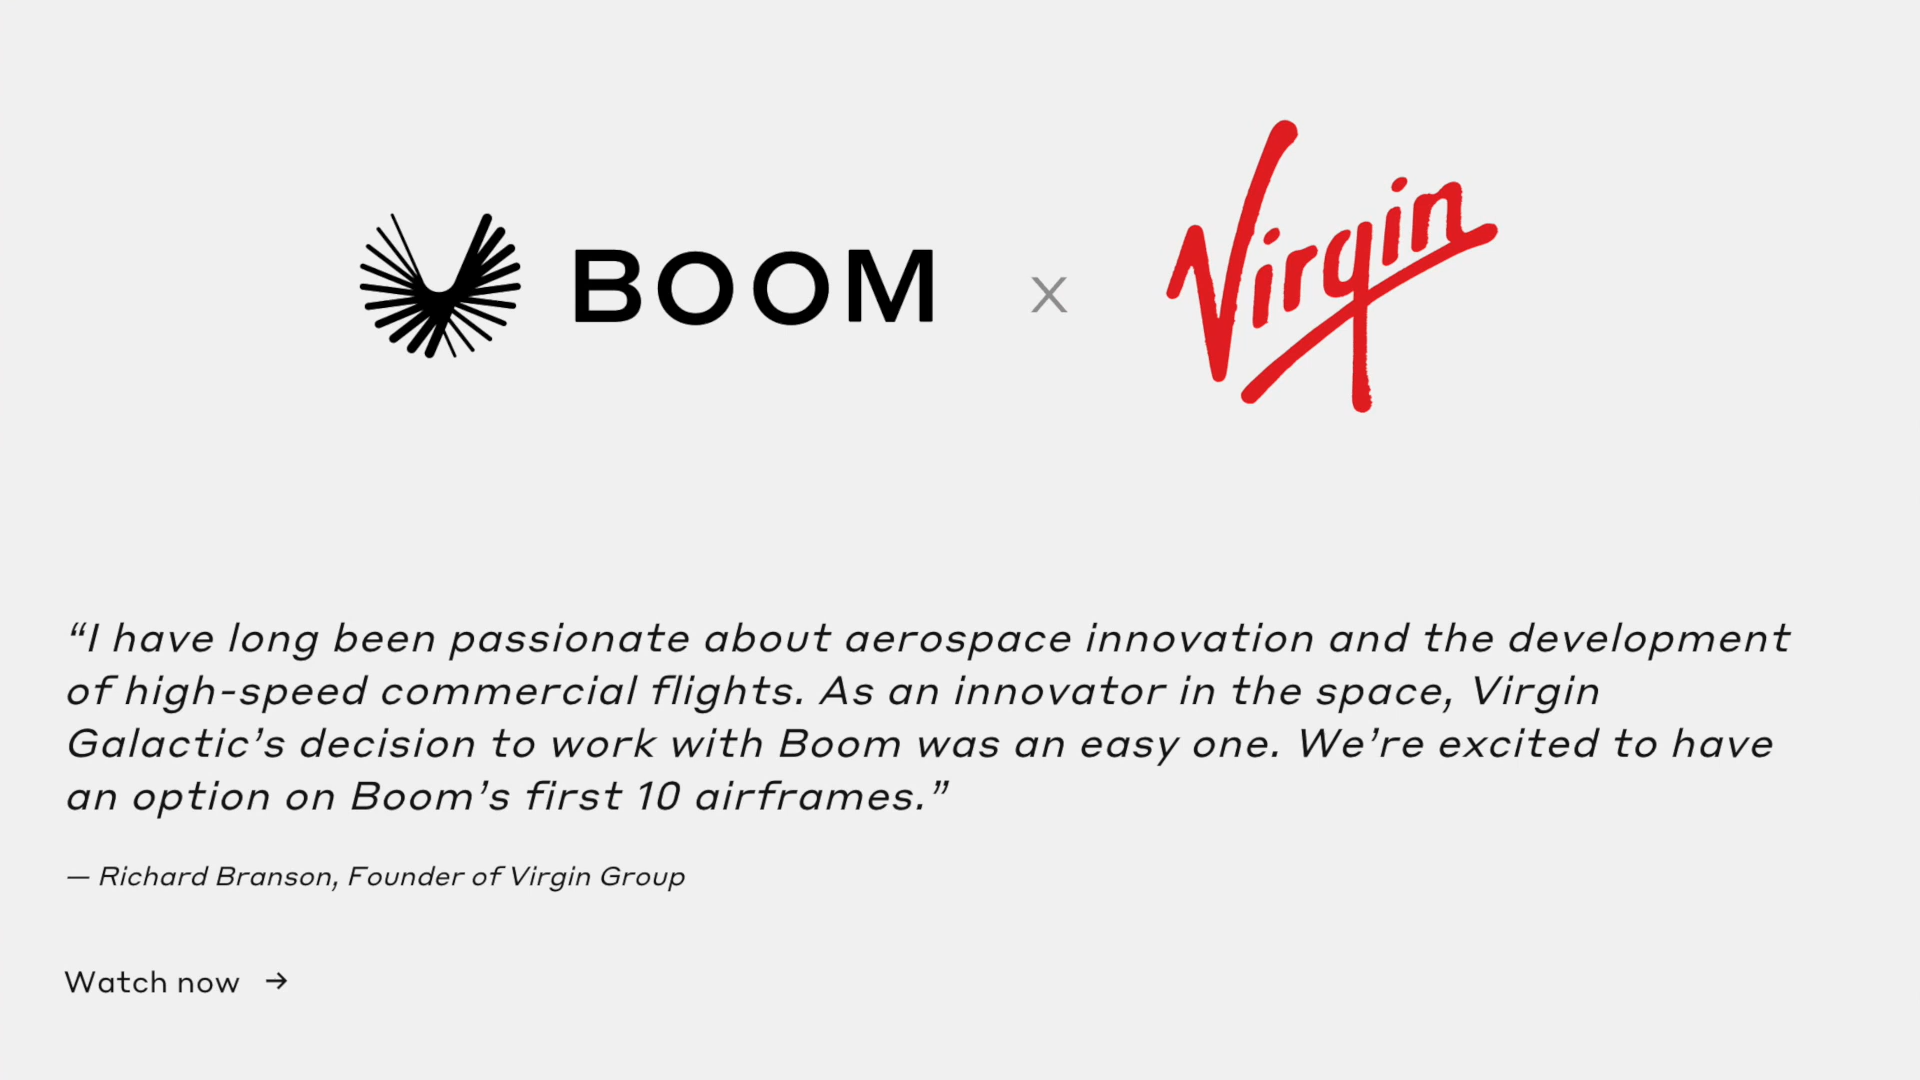 BOOM x Virgin
“I have long been passionate about aerospace innovation and the development
of high-speed commercial flights. As an innovator in the space, Virgin
Galactic’s decision to work with Boom was an easy one. We’re excited to have
an option on Boom’s first 10 airframes.”
— Richard Branson, Founder of Virgin Group
Watch now →